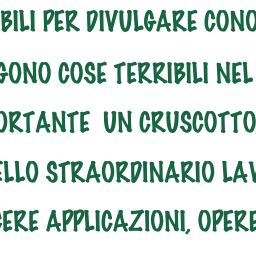 BILI PER DIVULGARE CONO
GONO COSE TERRIBILI NEL
ORTANTE UN CRUSCOTTO
ELLO STRAORDINARIO LAV
CERE APPLICAZIONI, OPERE